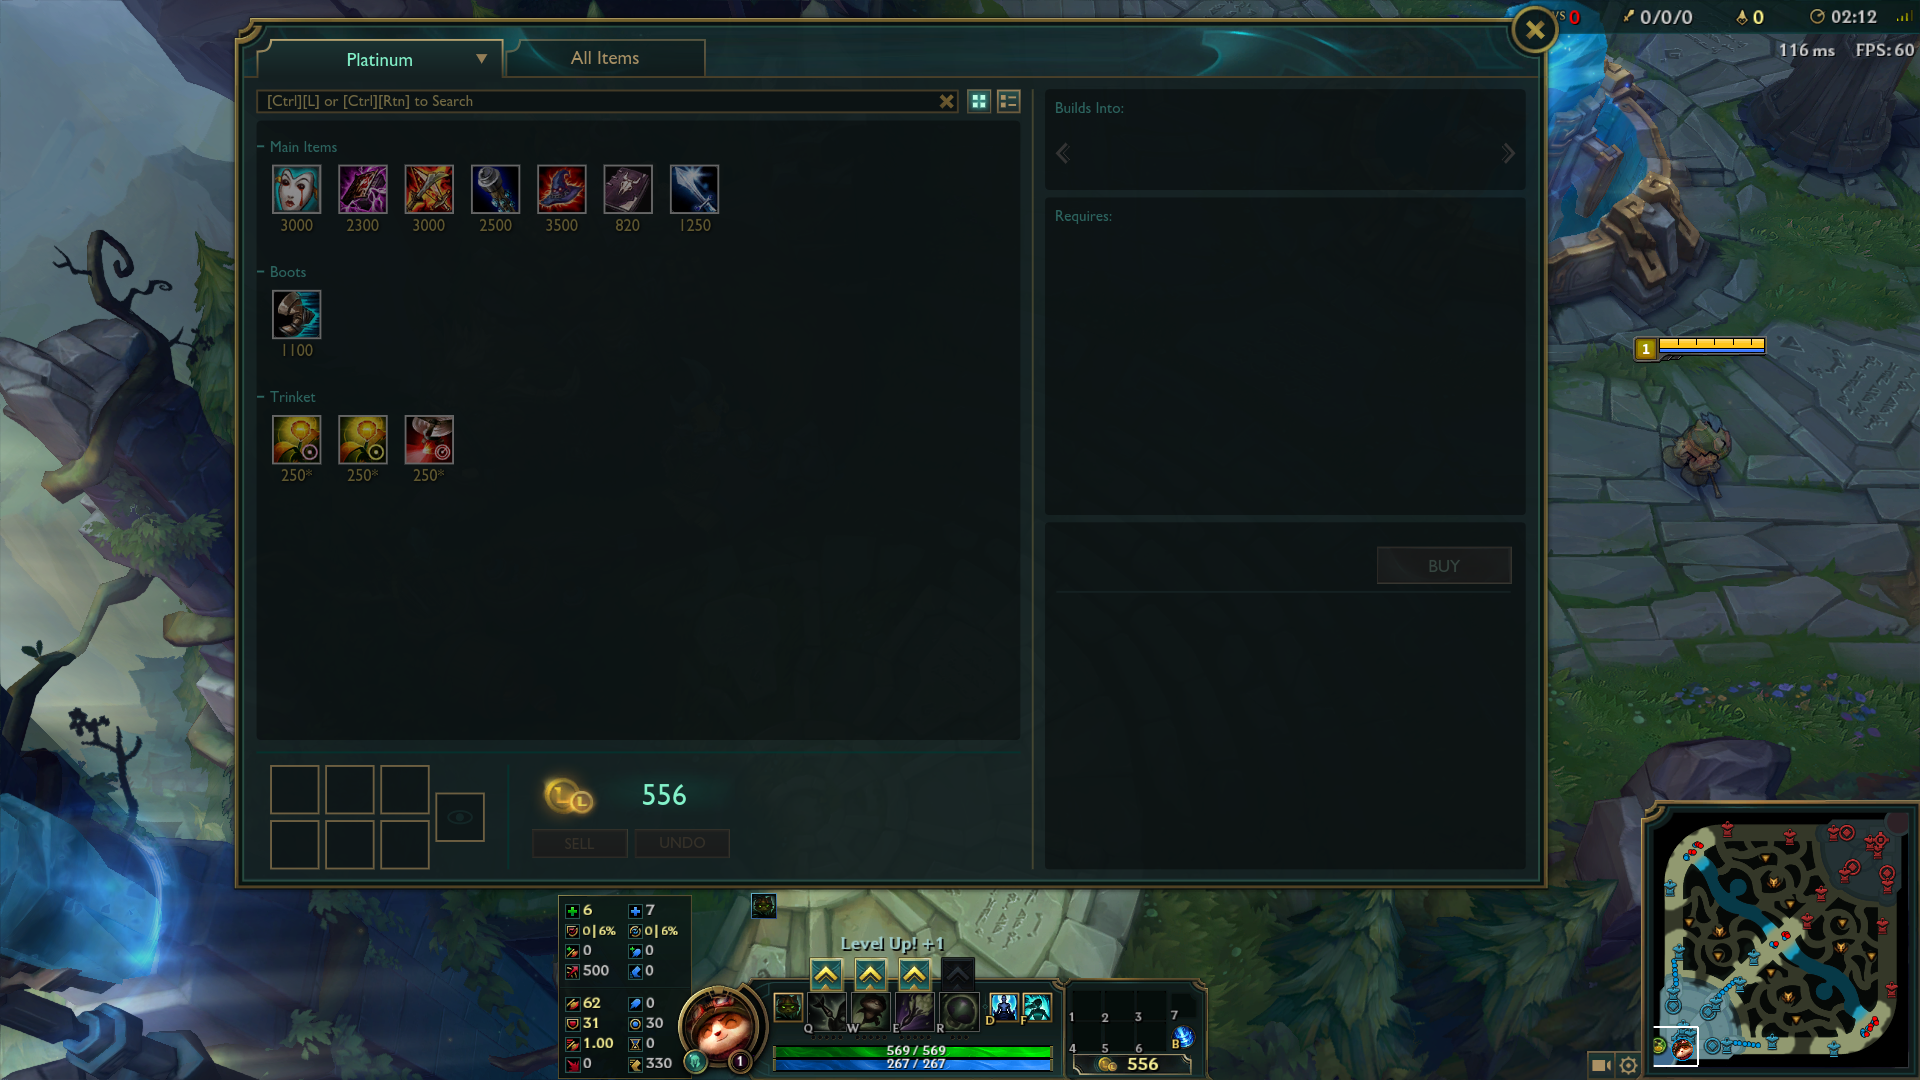 vs 0
0/0/0
0
02:12
116 ms FPS: 60
Platinum
All Items
[Ctrl][L] or [Ctrl][Rtn] to Search
Main Items
3000 2300 3000 2500 3500 820 1250
Boots
1100
Trinket
250* 250* 250*
Builds Into:
Requires:
BUY
556
SELL UNDO
1
6 7
0|6% 0|6%
0 0
500 0
62 0
31 30
1.00 0
0 330
Level Up! +1
Q W E R D F
1
569 / 569
267 / 267
1 2 3 7
4 5 6 B
556